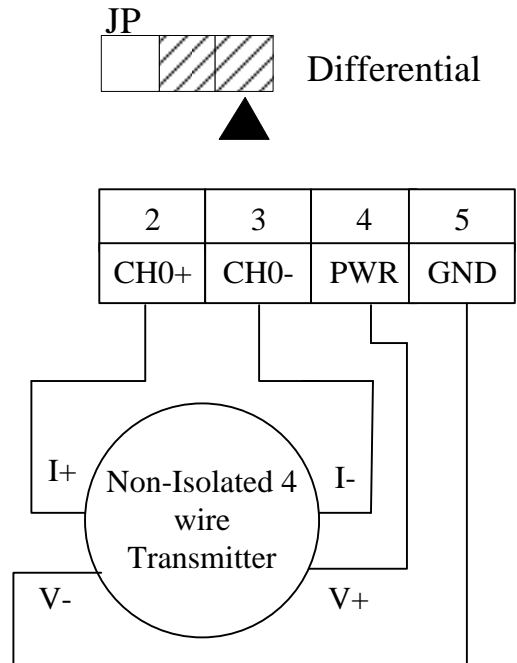 JP
Differential
2 3 4 5
CH0+ CH0- PWR GND
I+ I-
Non-Isolated 4
wire
Transmitter
V- V+